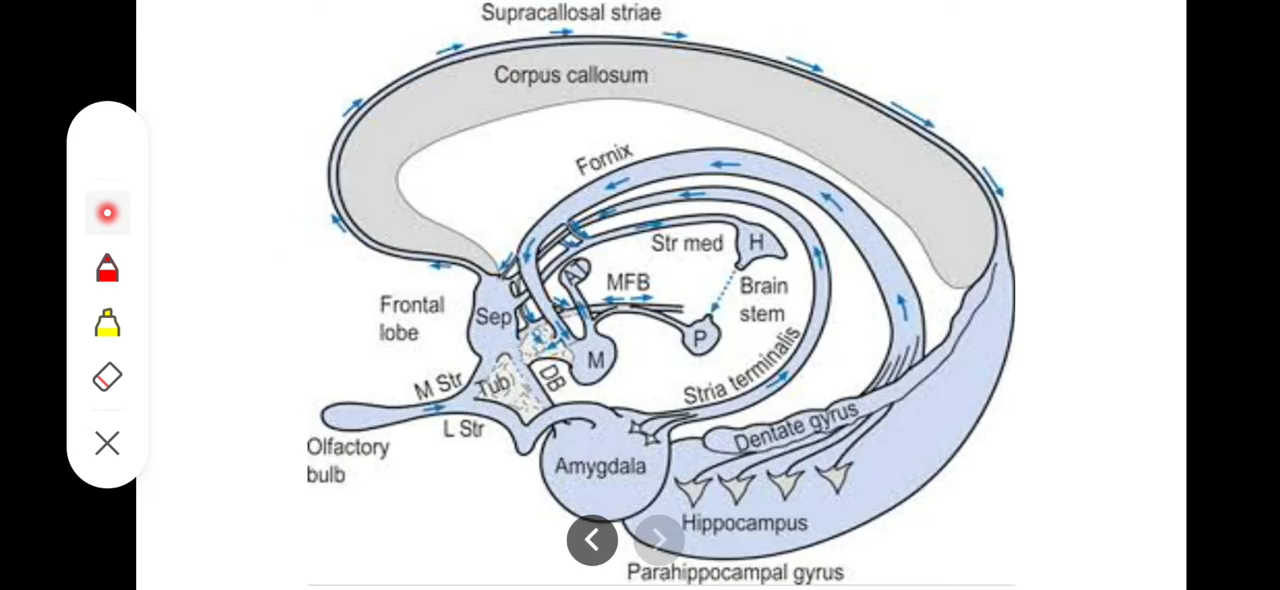 Supracallosal striae
Corpus callosum
Fornix
Str med
H
MFB
Brain
stem
Frontal
lobe
Sep
P
M
M Str
Tub
DB
Stria terminalis
L Str
Dentate gyrus
Olfactory
bulb
Amygdala
Hippocampus
Parahippocampal gyrus